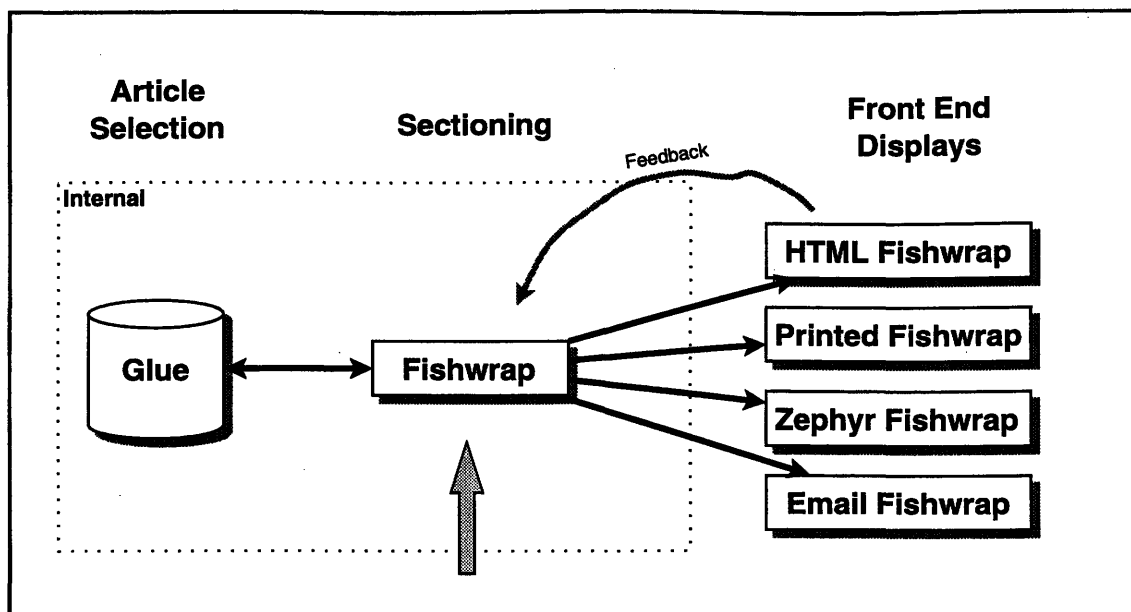 Article
Selection
Sectioning
Front End
Displays
Feedback
Internal
HTML Fishwrap
Printed Fishwrap
Glue
Fishwrap
Zephyr Fishwrap
Email Fishwrap